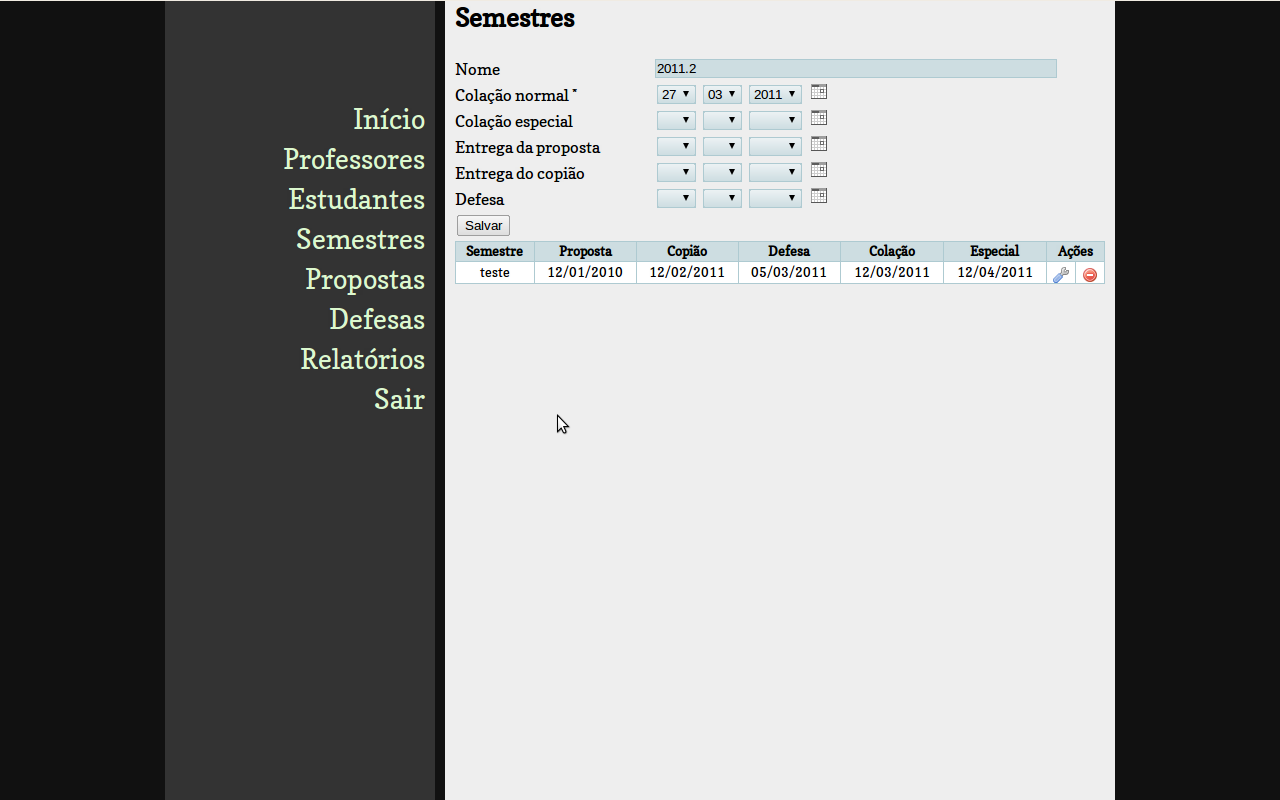 Início
Professores
Estudantes
Semestres
Propostas
Defesas
Relatórios
Sair
Semestres
Nome 2011.2
Colação normal * 27 03 2011
Colação especial
Entrega da proposta
Entrega do copião
Defesa
Salvar
Semestre Proposta Copião Defesa Colação Especial Ações
teste 12/01/2010 12/02/2011 05/03/2011 12/03/2011 12/04/2011